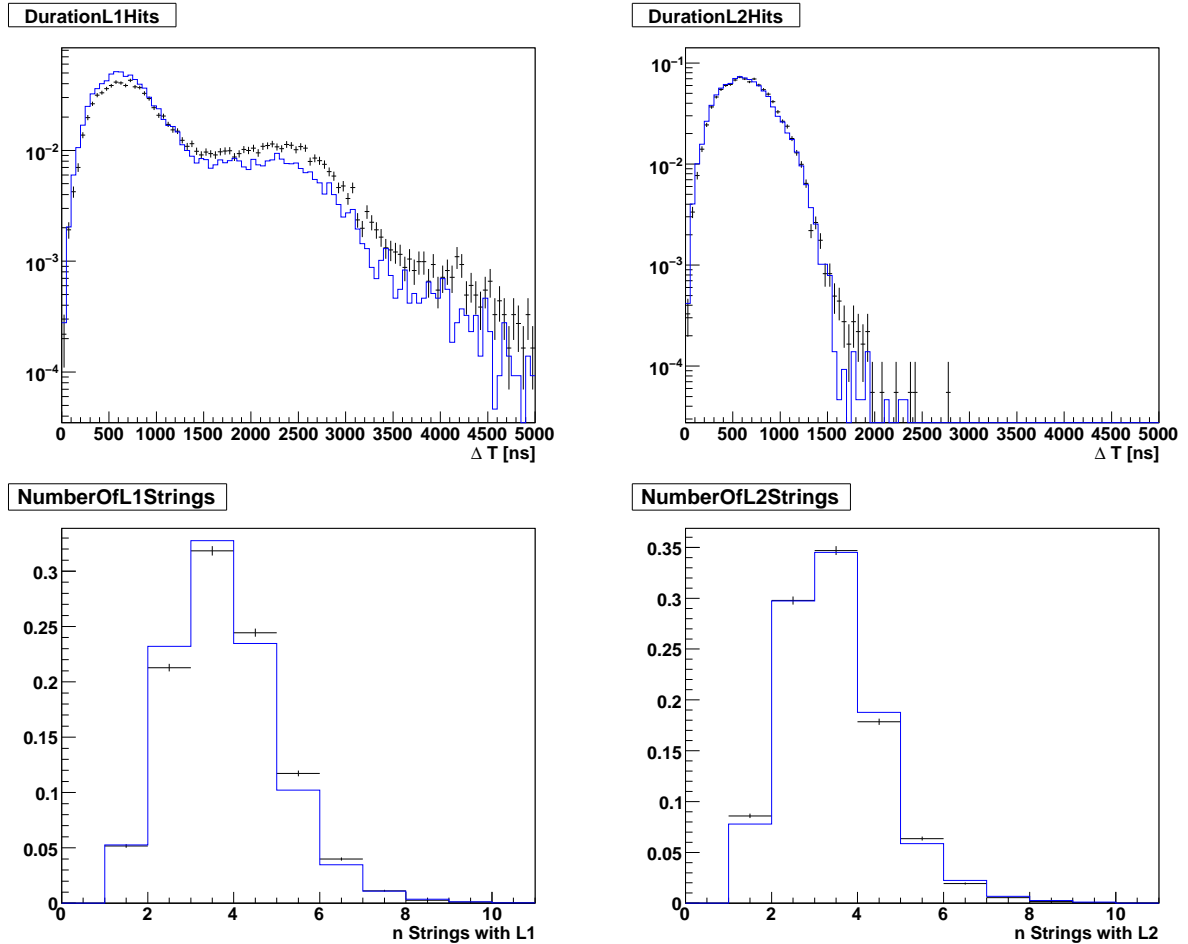 DurationL1Hits
10⁻²
10⁻³
10⁻⁴
0 500 1000 1500 2000 2500 3000 3500 4000 4500 5000
Δ T [ns]
DurationL2Hits
10⁻¹
10⁻²
10⁻³
10⁻⁴
0 500 1000 1500 2000 2500 3000 3500 4000 4500 5000
Δ T [ns]
NumberOfL1Strings
0.3
0.25
0.2
0.15
0.1
0.05
0
0 2 4 6 8 10
n Strings with L1
NumberOfL2Strings
0.35
0.3
0.25
0.2
0.15
0.1
0.05
0
0 2 4 6 8 10
n Strings with L2